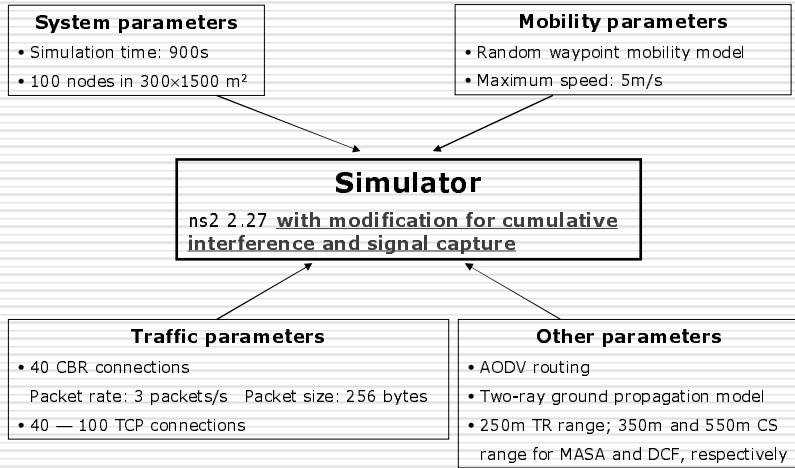 System parameters
• Simulation time: 900s
• 100 nodes in 300×1500 m²
Mobility parameters
• Random waypoint mobility model
• Maximum speed: 5m/s
Simulator
ns2 2.27 with modification for cumulative
interference and signal capture
Traffic parameters
• 40 CBR connections
Packet rate: 3 packets/s Packet size: 256 bytes
• 40 — 100 TCP connections
Other parameters
• AODV routing
• Two-ray ground propagation model
• 250m TR range; 350m and 550m CS
range for MASA and DCF, respectively